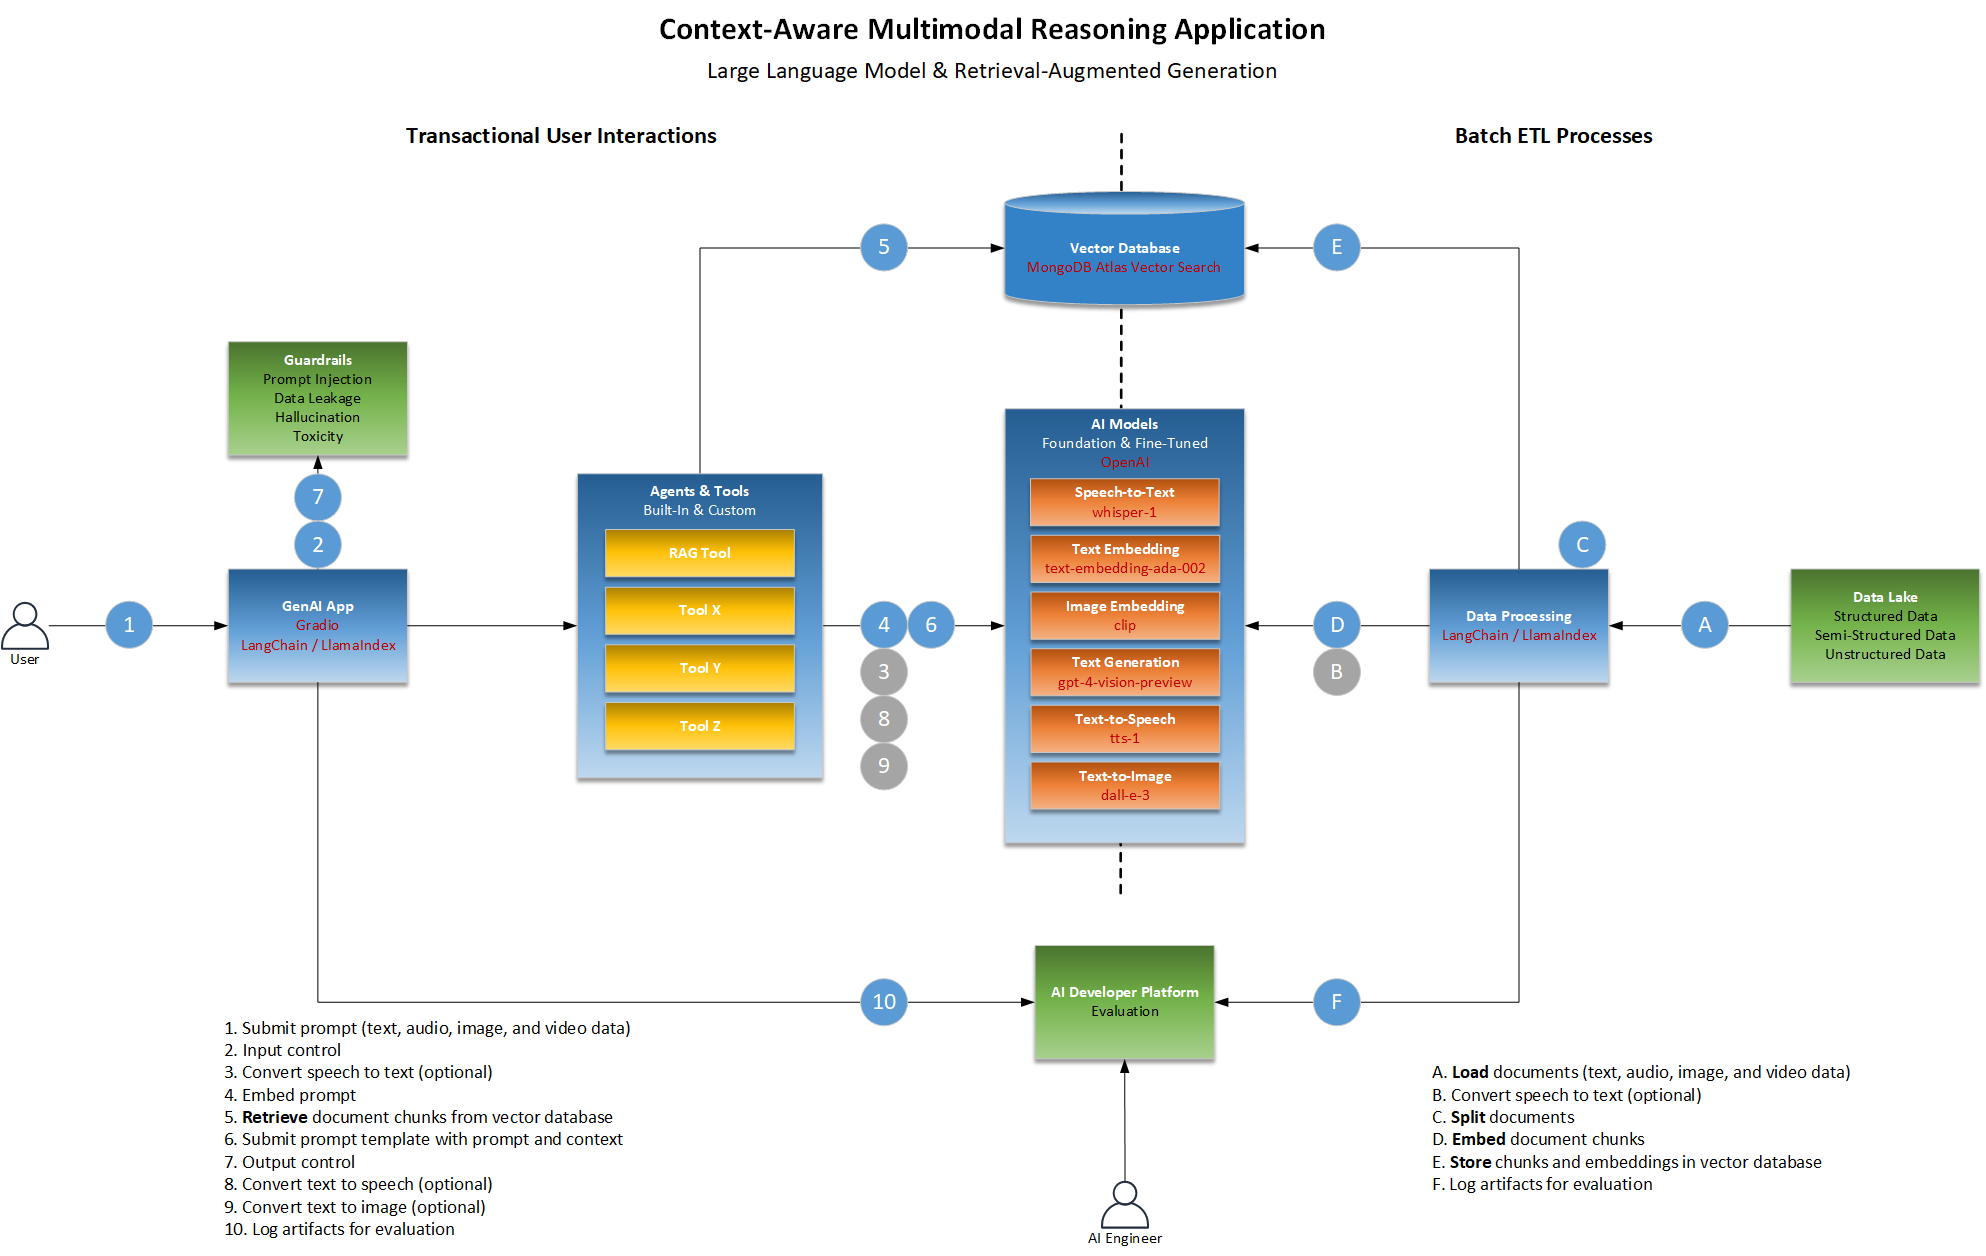 Context-Aware Multimodal Reasoning Application
Large Language Model & Retrieval-Augmented Generation
Transactional User Interactions
Batch ETL Processes
5
Vector Database
MongoDB Atlas Vector Search
E
Guardrails
Prompt Injection
Data Leakage
Hallucination
Toxicity
7
2
1
User
GenAI App
Gradio
LangChain / LlamaIndex
Agents & Tools
Built-In & Custom
RAG Tool
Tool X
Tool Y
Tool Z
4
6
3
8
9
AI Models
Foundation & Fine-Tuned
OpenAI
Speech-to-Text
whisper-1
Text Embedding
text-embedding-ada-002
Image Embedding
clip
Text Generation
gpt-4-vision-preview
Text-to-Speech
tts-1
Text-to-Image
dall-e-3
D
B
C
Data Processing
LangChain / LlamaIndex
A
Data Lake
Structured Data
Semi-Structured Data
Unstructured Data
10
AI Developer Platform
Evaluation
F
1. Submit prompt (text, audio, image, and video data)
2. Input control
3. Convert speech to text (optional)
4. Embed prompt
5. Retrieve document chunks from vector database
6. Submit prompt template with prompt and context
7. Output control
8. Convert text to speech (optional)
9. Convert text to image (optional)
10. Log artifacts for evaluation
AI Engineer
A. Load documents (text, audio, image, and video data)
B. Convert speech to text (optional)
C. Split documents
D. Embed document chunks
E. Store chunks and embeddings in vector database
F. Log artifacts for evaluation